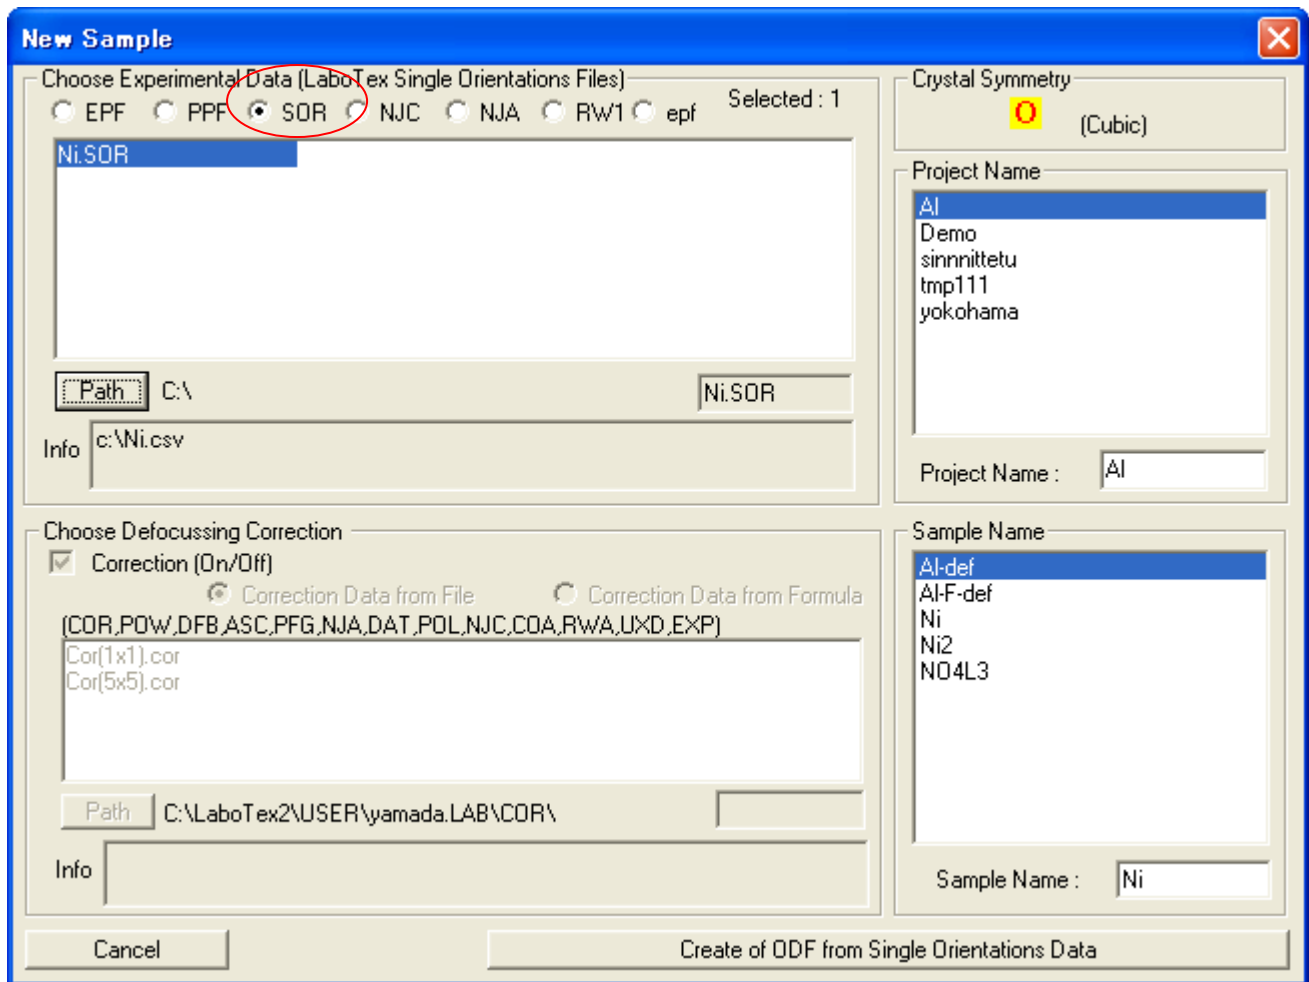 New Sample
Choose Experimental Data (LaboTex Single Orientations Files)
EPF PPF SOR NJC NJA RW1 epf Selected : 1
Ni.SOR
Path C:\ Ni.SOR
Info c:\Ni.csv
Crystal Symmetry
O (Cubic)
Project Name
Al
Demo
sinnnittetu
tmp111
yokohama
Project Name : Al
Choose Defocussing Correction
Correction (On/Off)
Correction Data from File Correction Data from Formula
(COR,POW,DFB,ASC,PFG,NJA,DAT,POL,NJC,COA,RWA,UXD,EXP)
Cor(1x1).cor
Cor(5x5).cor
Path C:\LaboTex2\USER\yamada.LAB\COR\
Info
Sample Name
Al-def
Al-F-def
Ni
Ni2
NO4L3
Sample Name : Ni
Cancel Create of ODF from Single Orientations Data